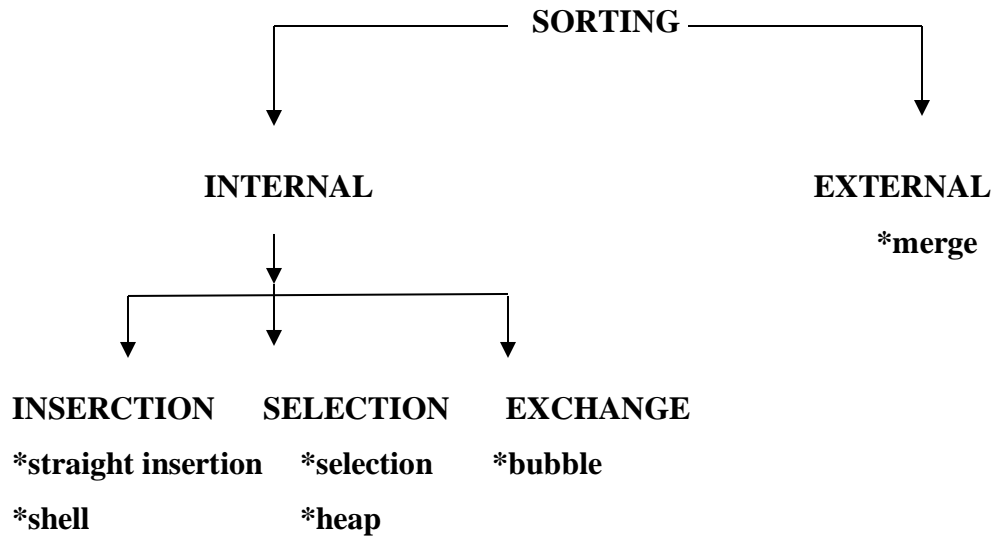 SORTING
INTERNAL EXTERNAL
*merge
INSERCTION SELECTION EXCHANGE
*straight insertion *selection *bubble
*shell *heap